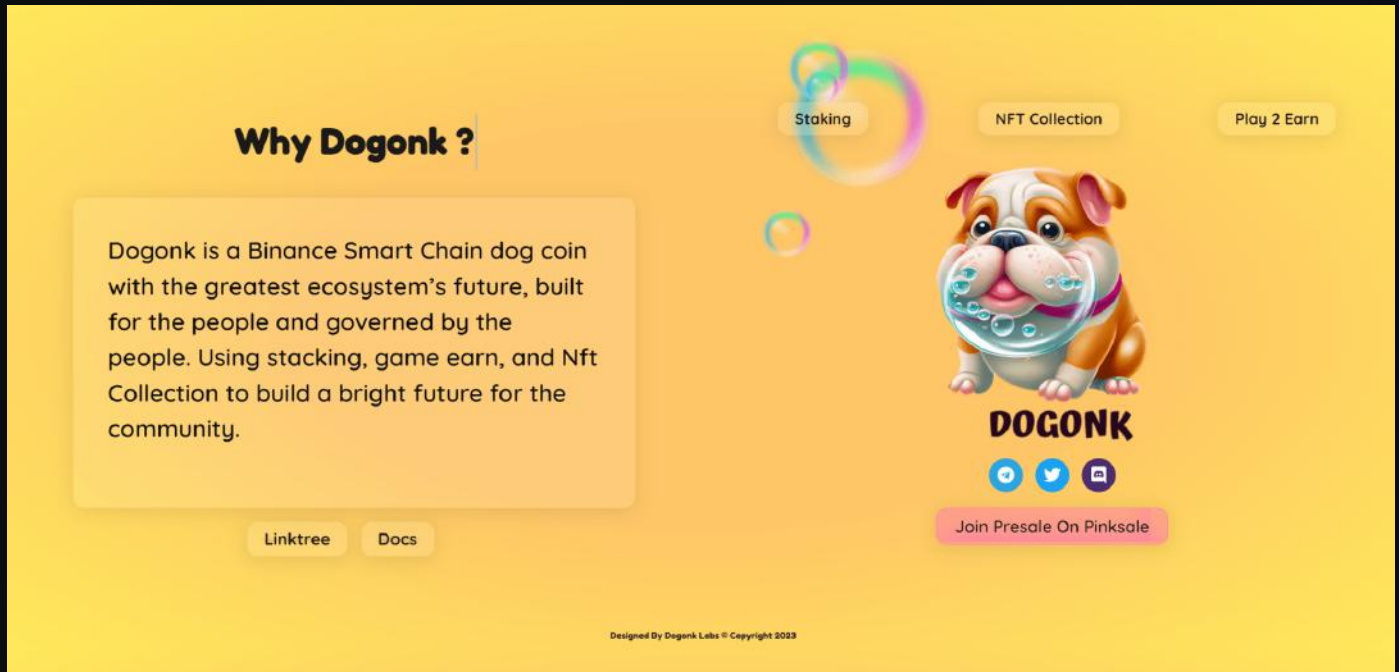 Staking
NFT Collection
Play 2 Earn
Why Dogonk ?
Dogonk is a Binance Smart Chain dog coin
with the greatest ecosystem’s future, built
for the people and governed by the
people. Using stacking, game earn, and Nft
Collection to build a bright future for the
community.
Linktree
Docs
DOGONK
Join Presale On Pinksale
Designed By Dogonk Labs © Copyright 2023